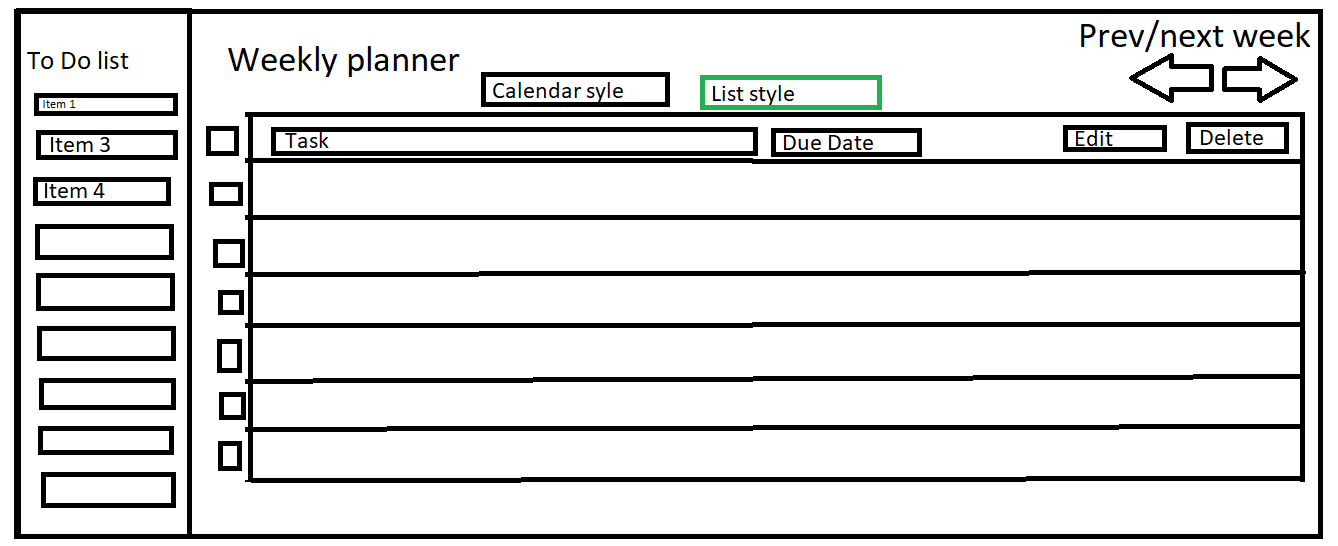 To Do list
Item 1
Item 3
Item 4
Weekly planner
Prev/next week
Calendar syle
List style
Task
Due Date
Edit
Delete